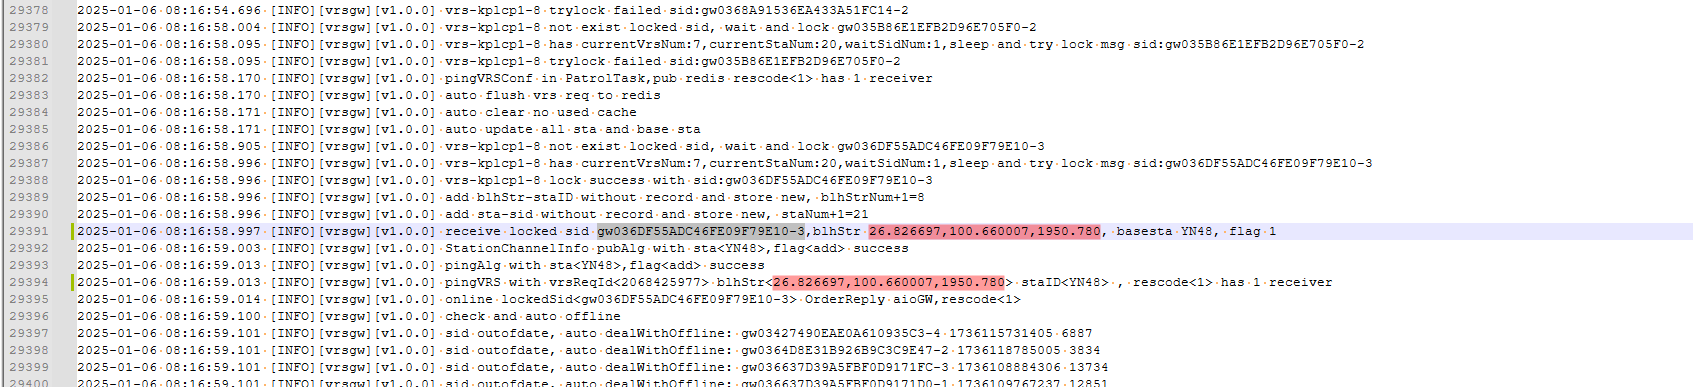 29378 2025-01-06 08:16:54.696 [INFO][vrsgw][v1.0.0] vrs-kplcp1-8 trylock failed sid:gw0368A91536EA433A51FC14-2
29379 2025-01-06 08:16:58.004 [INFO][vrsgw][v1.0.0] vrs-kplcp1-8 not exist locked sid, wait and lock:gw035B86E1EFB2D96E705F0-2
29380 2025-01-06 08:16:58.095 [INFO][vrsgw][v1.0.0] vrs-kplcp1-8 has currentVrsNum:7,currentStaNum:20,waitSidNum:1,sleep and try lock msg sid:gw035B86E1EFB2D96E705F0-2
29381 2025-01-06 08:16:58.095 [INFO][vrsgw][v1.0.0] vrs-kplcp1-8 trylock failed sid:gw035B86E1EFB2D96E705F0-2
29382 2025-01-06 08:16:58.170 [INFO][vrsgw][v1.0.0] pingVRSConf in PatrolTask,pub redis rescode<1> has 1 receiver
29383 2025-01-06 08:16:58.170 [INFO][vrsgw][v1.0.0] auto flush vrs req to redis
29384 2025-01-06 08:16:58.171 [INFO][vrsgw][v1.0.0] auto clear no used cache
29385 2025-01-06 08:16:58.171 [INFO][vrsgw][v1.0.0] auto update all sta and base sta
29386 2025-01-06 08:16:58.905 [INFO][vrsgw][v1.0.0] vrs-kplcp1-8 not exist locked sid, wait and lock:gw036DF55ADC46FE09F79E10-3
29387 2025-01-06 08:16:58.996 [INFO][vrsgw][v1.0.0] vrs-kplcp1-8 has currentVrsNum:7,currentStaNum:20,waitSidNum:1,sleep and try lock msg sid:gw036DF55ADC46FE09F79E10-3
29388 2025-01-06 08:16:58.996 [INFO][vrsgw][v1.0.0] vrs-kplcp1-8 lock success with sid:gw036DF55ADC46FE09F79E10-3
29389 2025-01-06 08:16:58.996 [INFO][vrsgw][v1.0.0] add blhStr-staID without record and store new, blhStrNum+1=8
29390 2025-01-06 08:16:58.996 [INFO][vrsgw][v1.0.0] add sta-sid without record and store new, staNum+1=21
29391 2025-01-06 08:16:58.997 [INFO][vrsgw][v1.0.0] receive locked sid gw036DF55ADC46FE09F79E10-3,blhStr 26.826697,100.660007,1950.780, basesta YN48, flag 1
29392 2025-01-06 08:16:59.003 [INFO][vrsgw][v1.0.0] StationChannelInfo pubAlg with sta<YN48>,flag<add> success
29393 2025-01-06 08:16:59.013 [INFO][vrsgw][v1.0.0] pingAlg with sta<YN48>,flag<add> success
29394 2025-01-06 08:16:59.013 [INFO][vrsgw][v1.0.0] pingVRS with vrsReqId<2068425977> blhStr<26.826697,100.660007,1950.780> staID<YN48> , rescode<1> has 1 receiver
29395 2025-01-06 08:16:59.014 [INFO][vrsgw][v1.0.0] online lockedSid<gw036DF55ADC46FE09F79E10-3> OrderReply aioGW,rescode<1>
29396 2025-01-06 08:16:59.100 [INFO][vrsgw][v1.0.0] check and auto offline
29397 2025-01-06 08:16:59.101 [INFO][vrsgw][v1.0.0] sid outofdate, auto dealWithOffline: gw03427490EAE0A610935C3-4 1736115731405 6887
29398 2025-01-06 08:16:59.101 [INFO][vrsgw][v1.0.0] sid outofdate, auto dealWithOffline: gw0364D8E31B926B9C3C9E47-2 1736118785005 3834
29399 2025-01-06 08:16:59.101 [INFO][vrsgw][v1.0.0] sid outofdate, auto dealWithOffline: gw036637D39A5FBF0D9171FC-3 1736108884306 13734
29400 2025-01-06 08:16:59.101 [INFO][vrsgw][v1.0.0] sid outofdate, auto dealWithOffline: gw036637D39A5FBF0D9171D0-1 1736109767237 12851